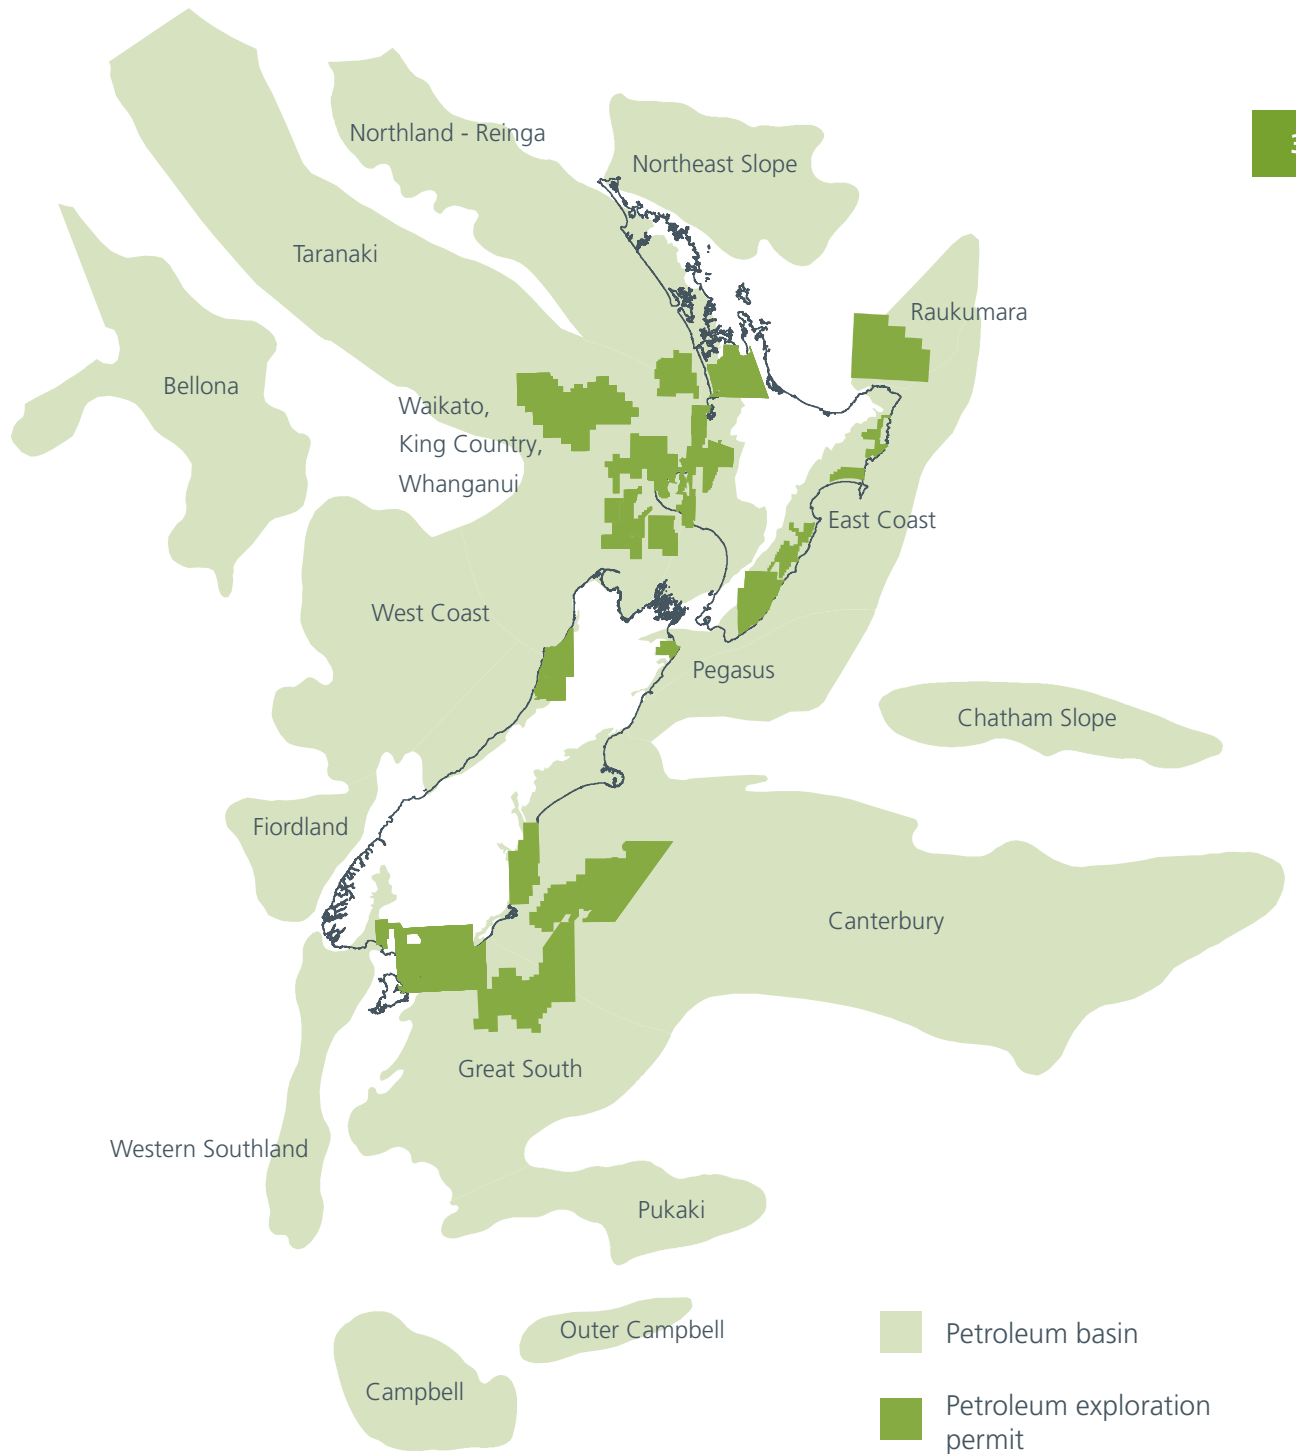 Northland - Reinga
3
Northeast Slope
Taranaki
Raukumara
Bellona
Waikato,
King Country,
Whanganui
East Coast
West Coast
Pegasus
Chatham Slope
Fiordland
Canterbury
Great South
Western Southland
Pukaki
Outer Campbell
Petroleum basin
Campbell
Petroleum exploration
permit